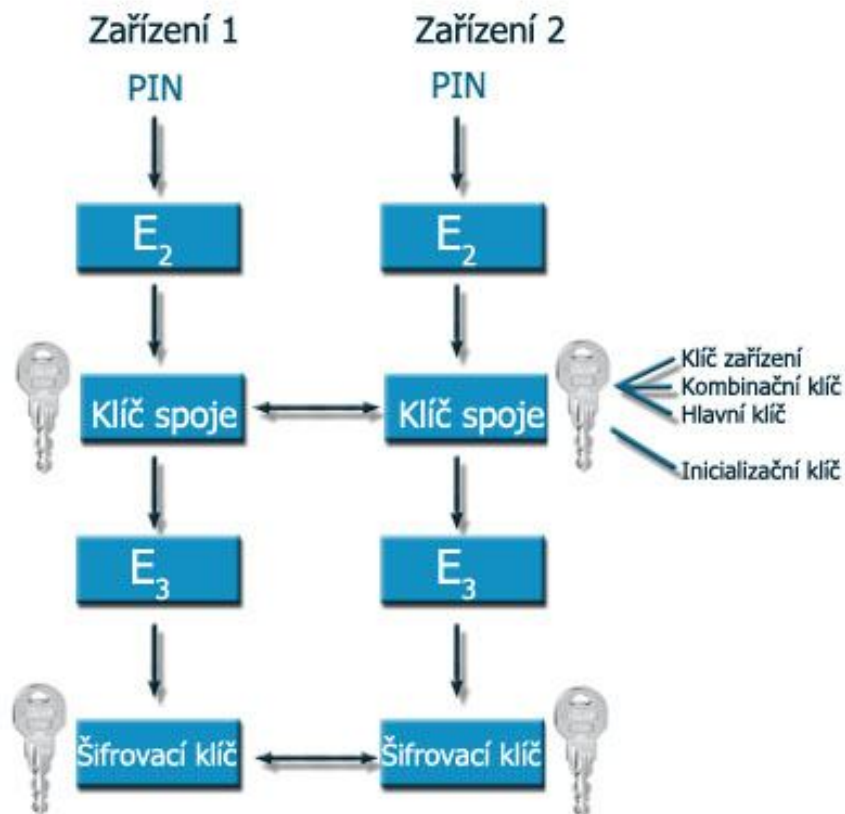 Zařízení 1 Zařízení 2
PIN PIN
E2 E2
Klíč spoje Klíč spoje
Klíč zařízení
Kombinační klíč
Hlavní klíč
Inicializační klíč
E3 E3
Šifrovací klíč Šifrovací klíč